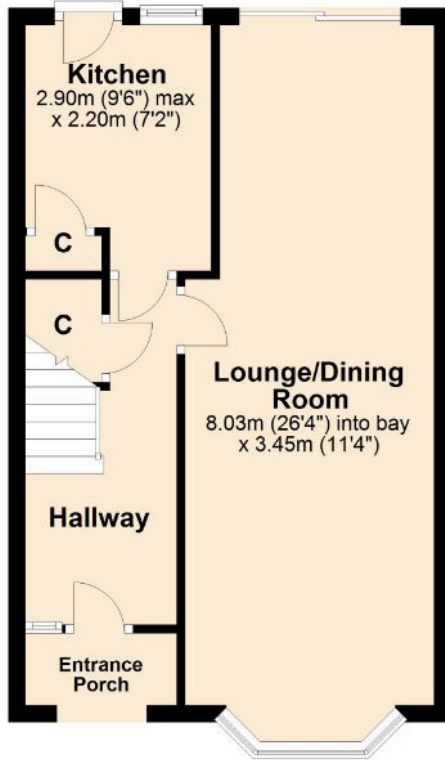 Kitchen
2.90m (9'6") max
x 2.20m (7'2")
C
C
Lounge/Dining
Room
8.03m (26'4") into bay
x 3.45m (11'4")
Hallway
Entrance
Porch